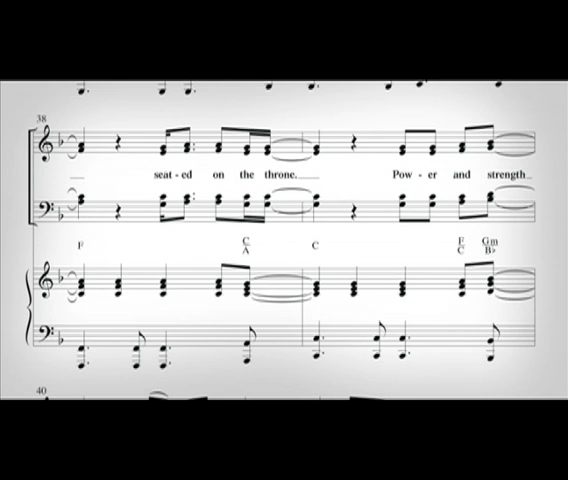 38
seat - ed on the throne. Pow - er and strength
F C C F Gm
A C B♭
40